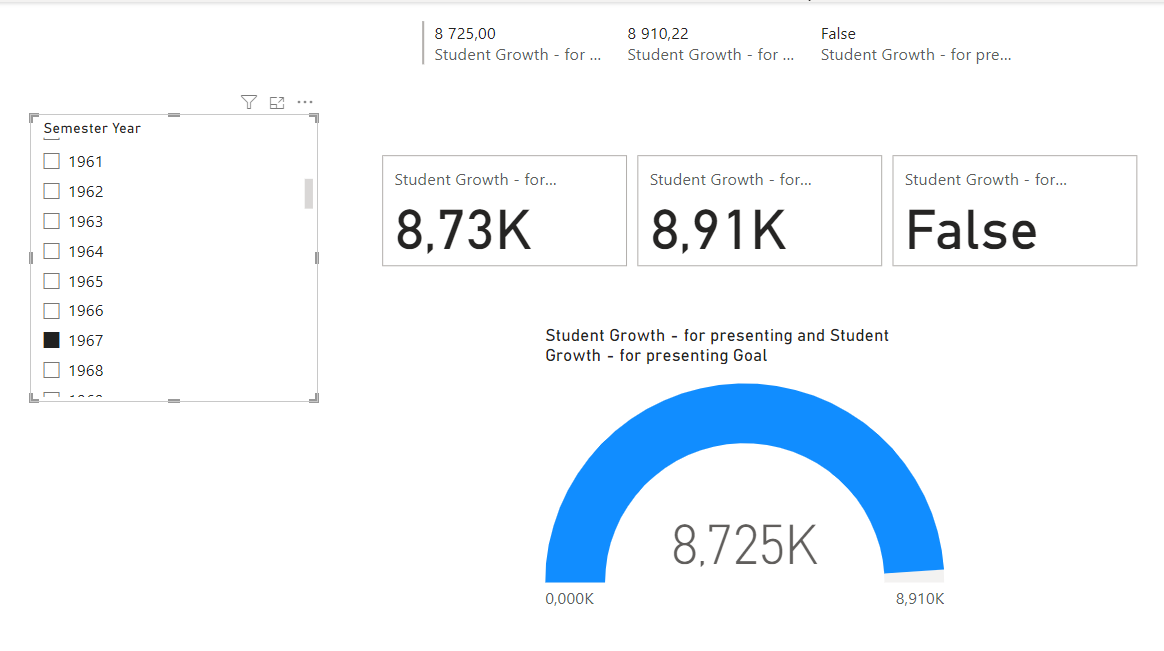 8 725,00
Student Growth - for ...
8 910,22
Student Growth - for ...
False
Student Growth - for pre...
Semester Year
1961
1962
1963
1964
1965
1966
1967
1968
Student Growth - for...
8,73K
Student Growth - for...
8,91K
Student Growth - for...
False
Student Growth - for presenting and Student
Growth - for presenting Goal
8,725K
0,000K
8,910K